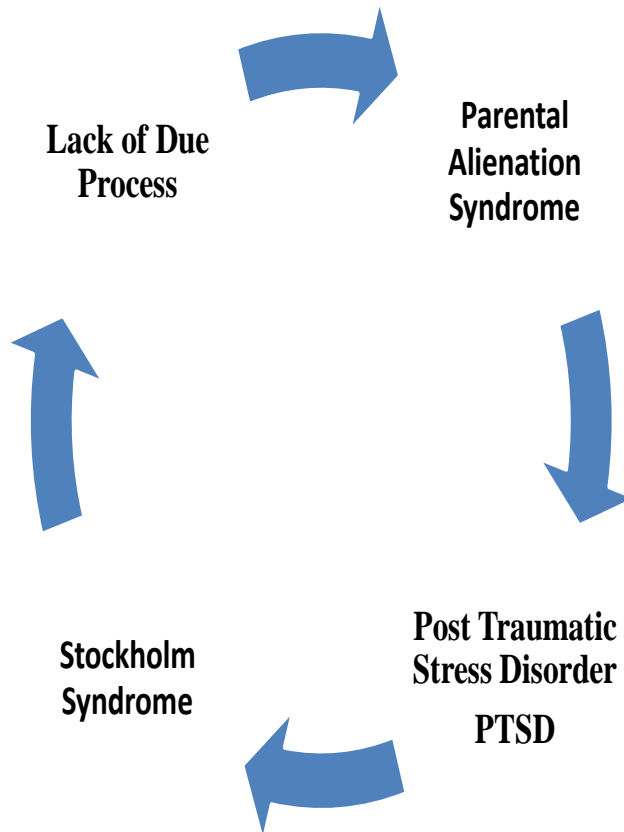 Lack of Due
Process
Parental
Alienation
Syndrome
Post Traumatic
Stress Disorder
PTSD
Stockholm
Syndrome